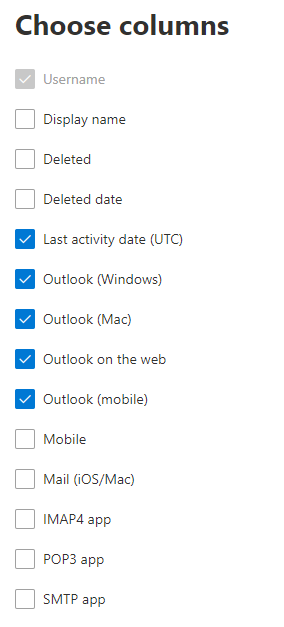 Choose columns
Username
Display name
Deleted
Deleted date
Last activity date (UTC)
Outlook (Windows)
Outlook (Mac)
Outlook on the web
Outlook (mobile)
Mobile
Mail (iOS/Mac)
IMAP4 app
POP3 app
SMTP app